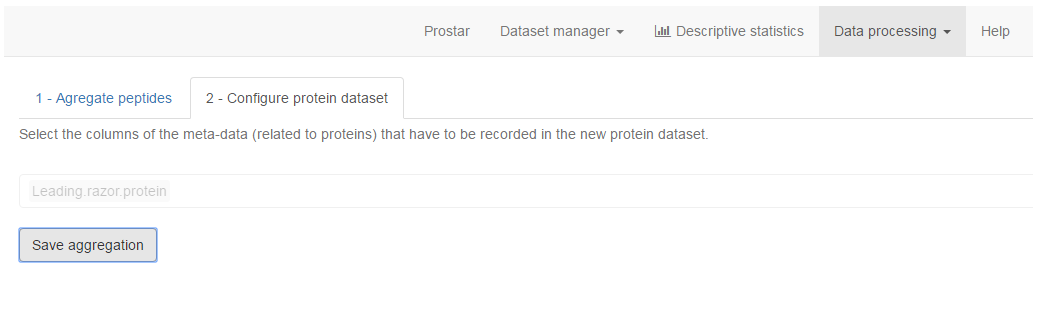 Prostar Dataset manager Descriptive statistics Data processing Help
1 - Agregate peptides 2 - Configure protein dataset
Select the columns of the meta-data (related to proteins) that have to be recorded in the new protein dataset.
Leading.razor.protein
Save aggregation